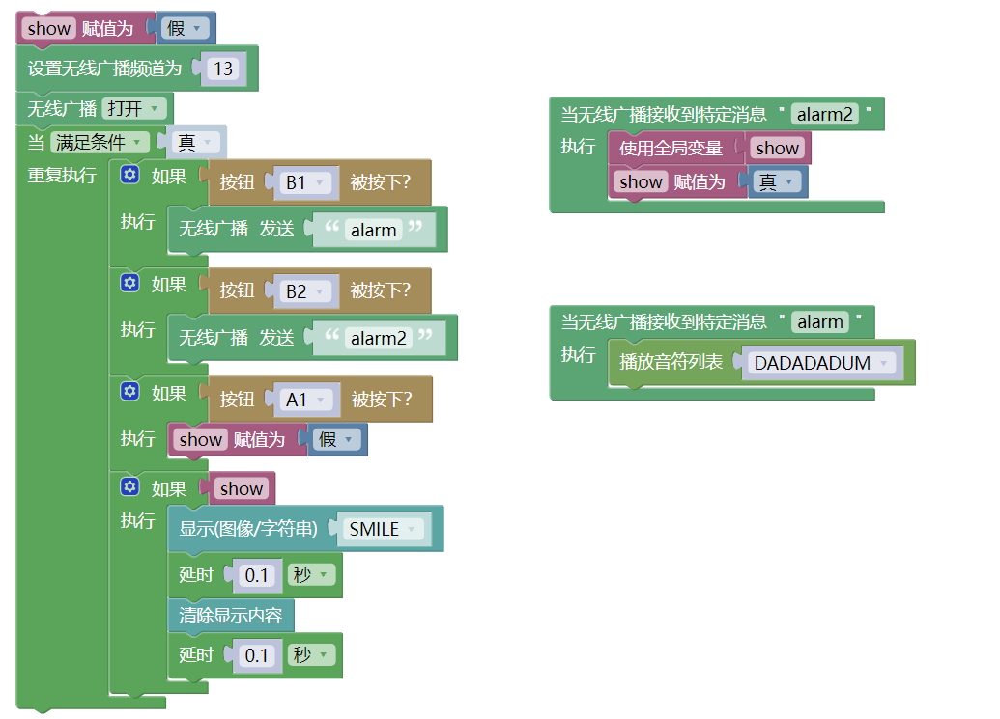 show 赋值为 假
设置无线广播频道为 13
无线广播 打开
当 满足条件 真
重复执行 如果 按钮 B1 被按下？
执行 无线广播 发送 “ alarm ”
如果 按钮 B2 被按下？
执行 无线广播 发送 “ alarm2 ”
如果 按钮 A1 被按下？
执行 show 赋值为 假
如果 show
执行 显示(图像/字符串) SMILE
延时 0.1 秒
清除显示内容
延时 0.1 秒
当无线广播接收到特定消息 " alarm2 "
执行 使用全局变量 show
show 赋值为 真
当无线广播接收到特定消息 " alarm "
执行 播放音符列表 DADADADUM